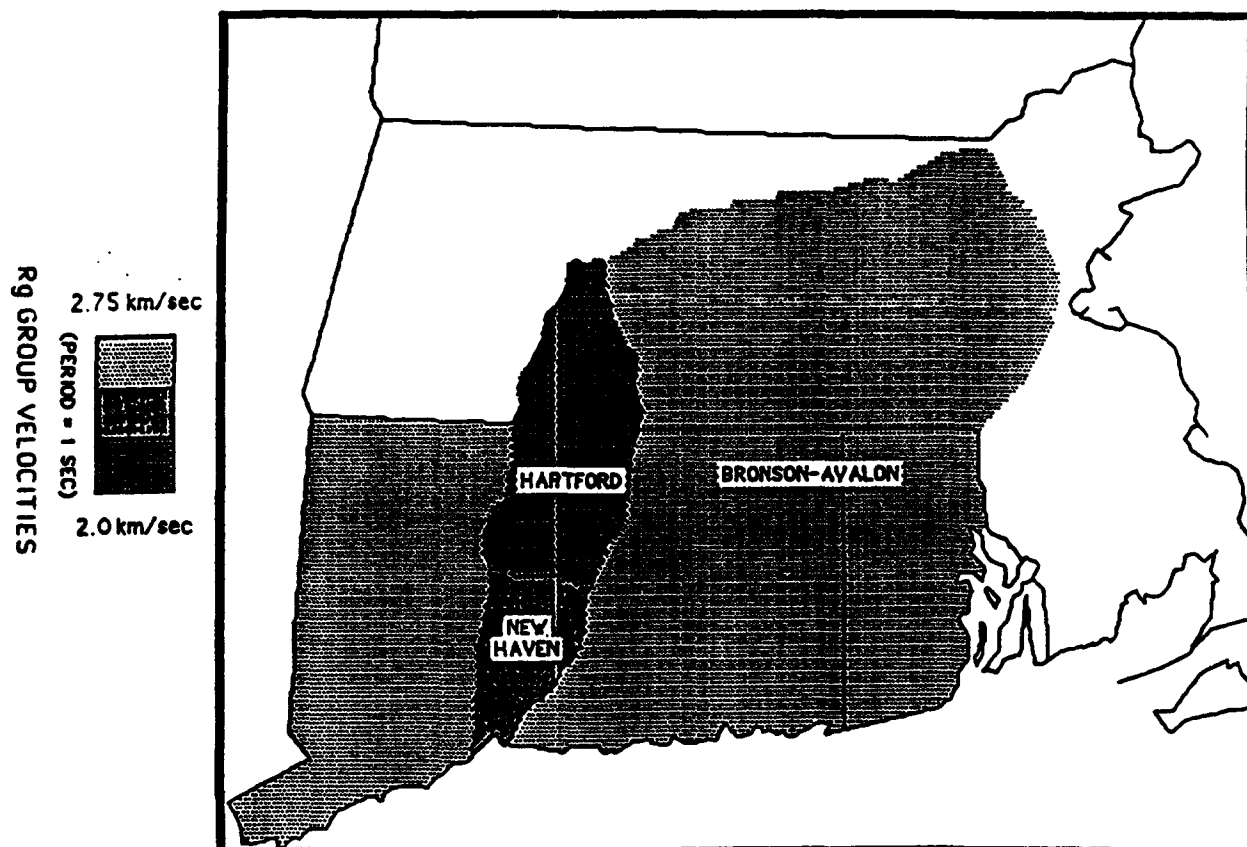 Rg GROUP VELOCITIES
2.75 km/sec
(PERIOD = 1 SEC)
2.0 km/sec
HARTFORD
BRONSON-AVALON
NEW
HAVEN